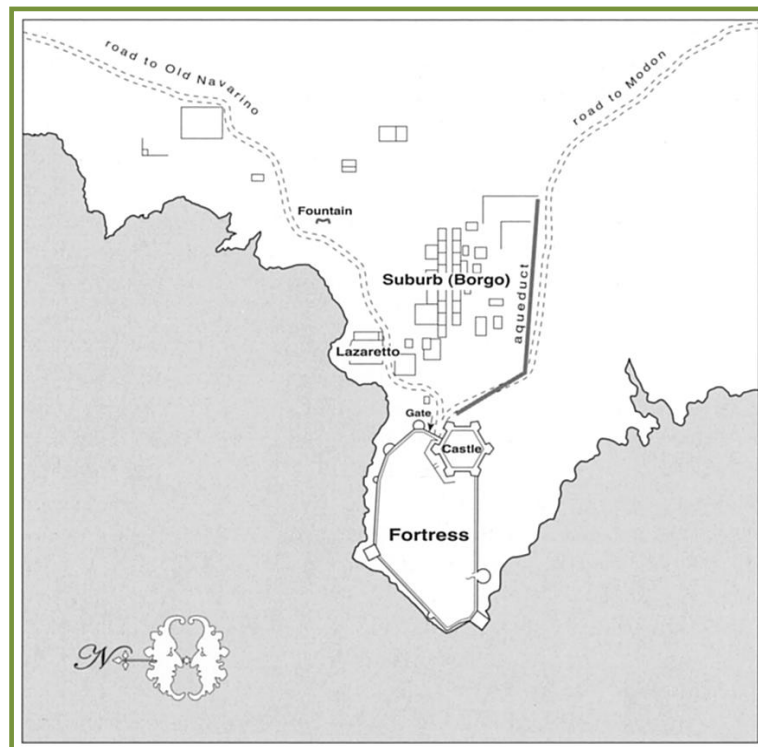 road to Old Navarino
road to Modon
Fountain
Suburb (Borgo)
aqueduct
Lazaretto
Gate
Castle
Fortress
N